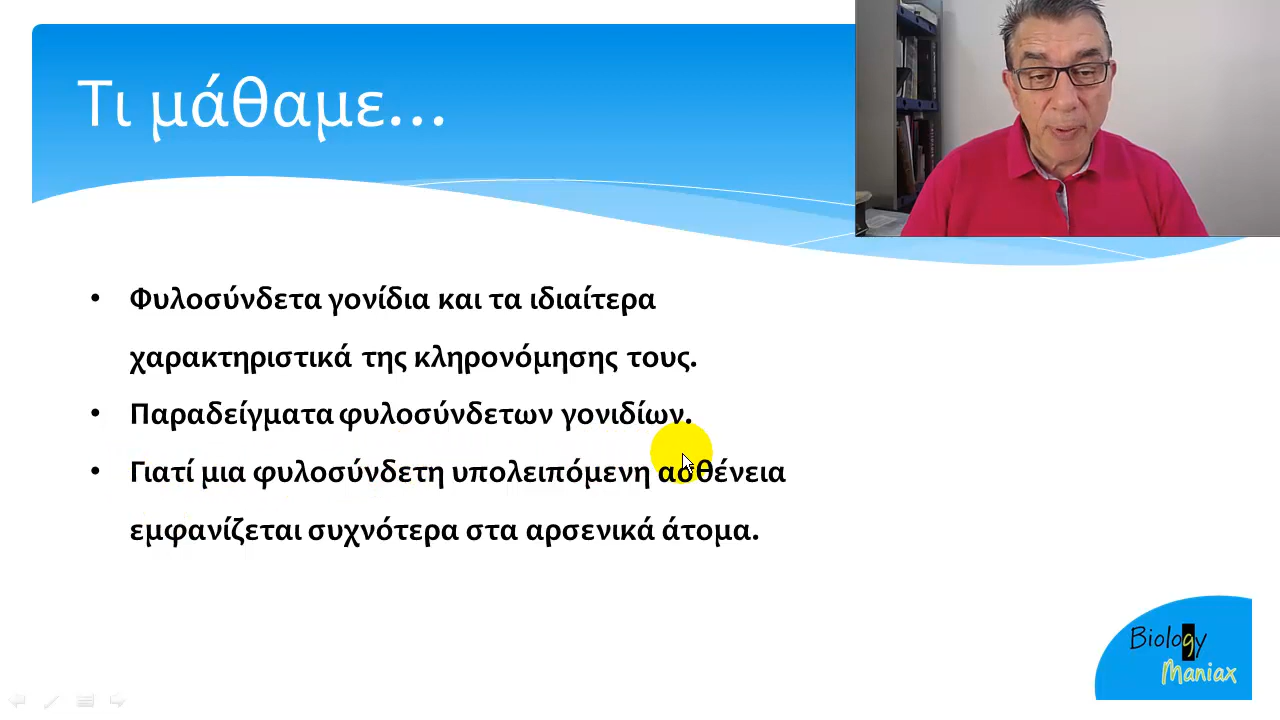 Τι μάθαμε...
• Φυλοσύνδετα γονίδια και τα ιδιαίτερα
χαρακτηριστικά της κληρονόμησης τους.
• Παραδείγματα φυλοσύνδετων γονιδίων.
• Γιατί μια φυλοσύνδετη υπολειπόμενη ασθένεια
εμφανίζεται συχνότερα στα αρσενικά άτομα.
Biology
Maniax